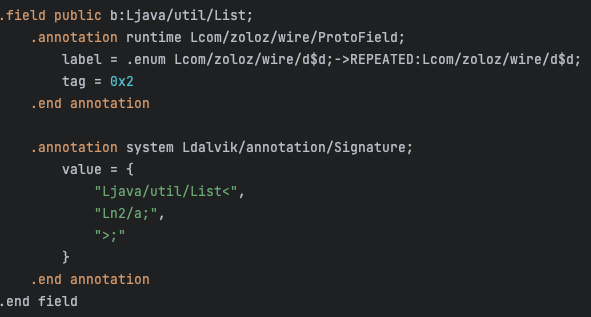 .field public b:Ljava/util/List;
    .annotation runtime Lcom/zoloz/wire/ProtoField;
        label = .enum Lcom/zoloz/wire/d$d;->REPEATED:Lcom/zoloz/wire/d$d;
        tag = 0x2
    .end annotation

    .annotation system Ldalvik/annotation/Signature;
        value = {
            "Ljava/util/List<",
            "Ln2/a;",
            ">;"
        }
    .end annotation
.end field